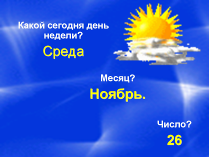 Какой сегодня день
недели?
Среда
Месяц?
Ноябрь.
Число?
26